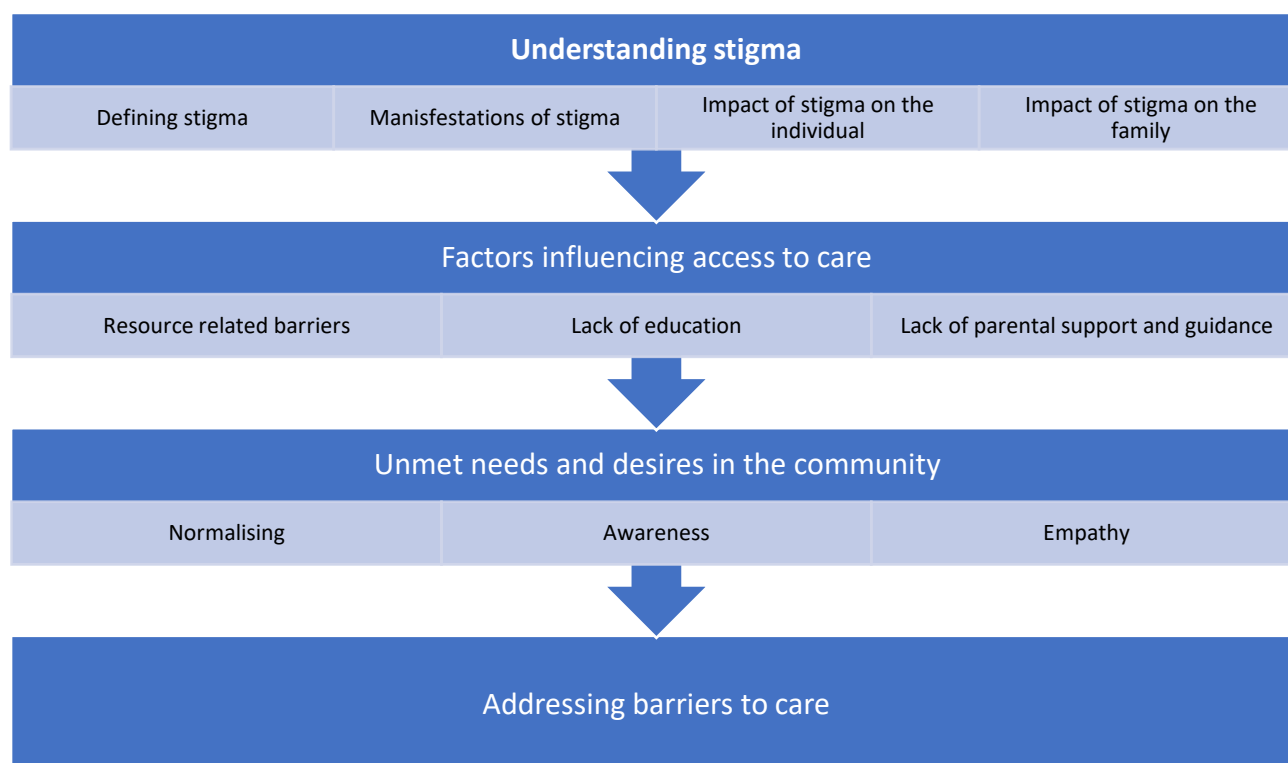 Understanding stigma
Defining stigma
Manisfestations of stigma
Impact of stigma on the
individual
Impact of stigma on the
family
Factors influencing access to care
Resource related barriers
Lack of education
Lack of parental support and guidance
Unmet needs and desires in the community
Normalising
Awareness
Empathy
Addressing barriers to care